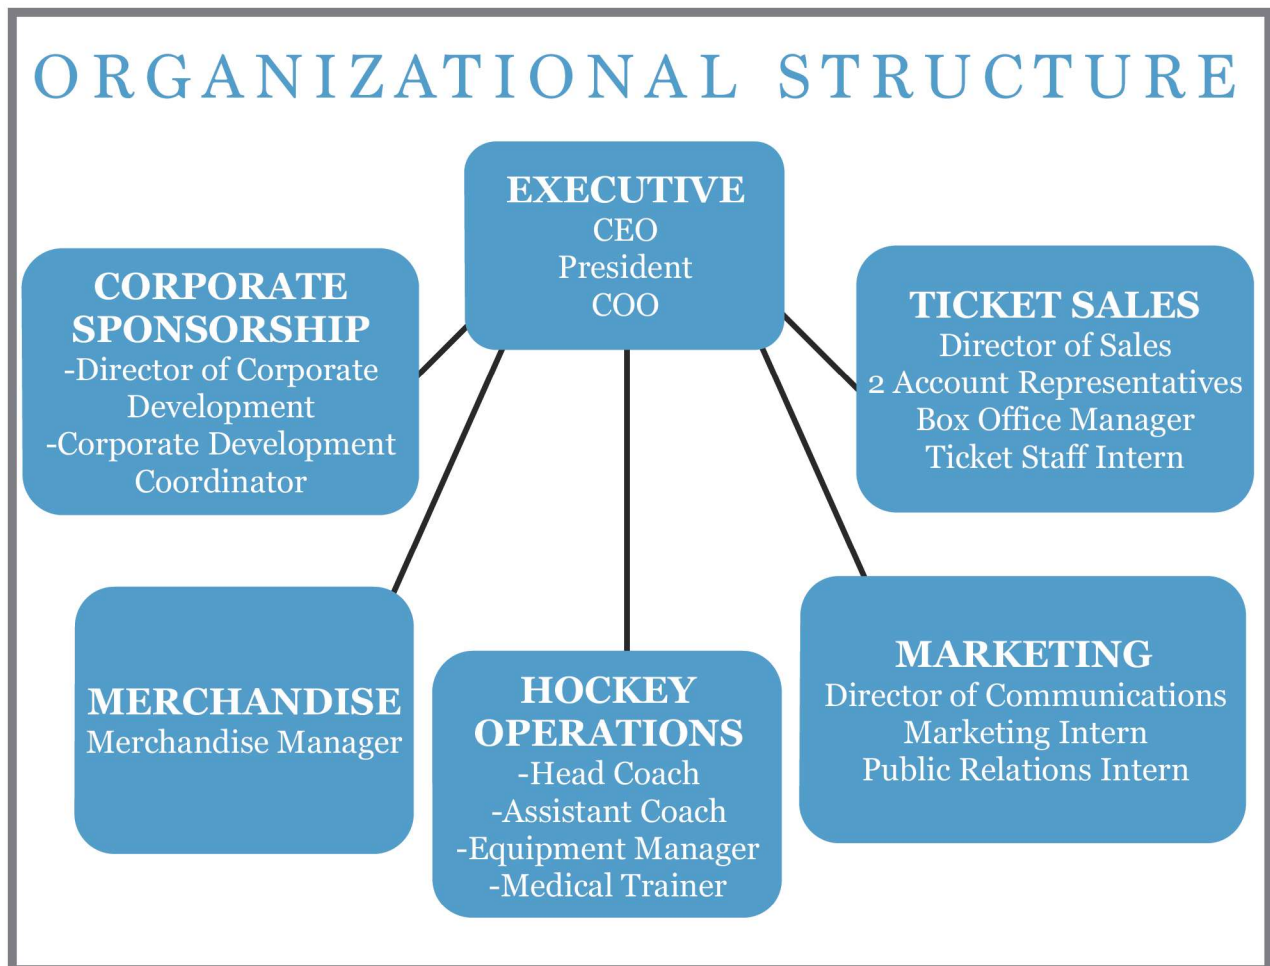 ORGANIZATIONAL STRUCTURE
EXECUTIVE
CEO
President
COO
CORPORATE
SPONSORSHIP
-Director of Corporate
Development
-Corporate Development
Coordinator
TICKET SALES
Director of Sales
2 Account Representatives
Box Office Manager
Ticket Staff Intern
MERCHANDISE
Merchandise Manager
HOCKEY
OPERATIONS
-Head Coach
-Assistant Coach
-Equipment Manager
-Medical Trainer
MARKETING
Director of Communications
Marketing Intern
Public Relations Intern